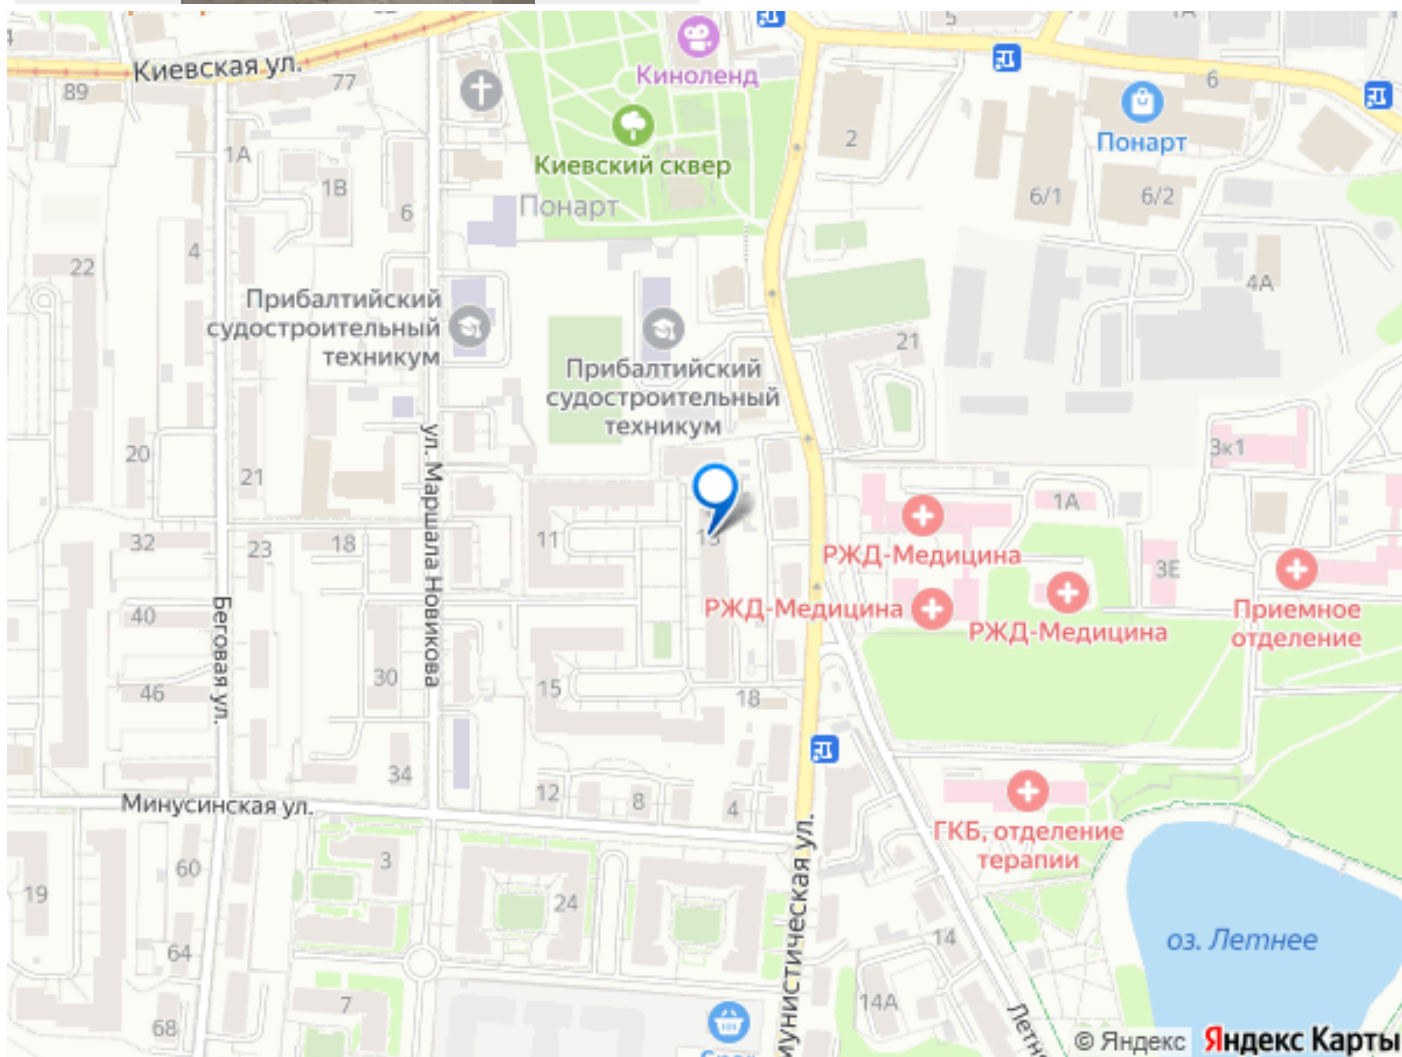 Киевская ул.
89
77
Киноленд
5
1А
6
2
Понарт
Киевский сквер
6/1
6/2
1А
1В
6
Понарт
4
22
4А
Прибалтийский
судостроительный
техникум
21
Прибалтийский
судостроительный
техникум
20
21
ул. Маршала Новикова
3к1
1А
РЖД-Медицина
32
23
18
11
3Е
РЖД-Медицина
РЖД-Медицина
Приемное
отделение
40
Беговая ул.
46
30
15
18
34
12
8
4
Минусинская ул.
ГКБ, отделение
терапии
3
60
19
24
64
14
оз. Летнее
7
14А
68
© Яндекс Яндекс Карты